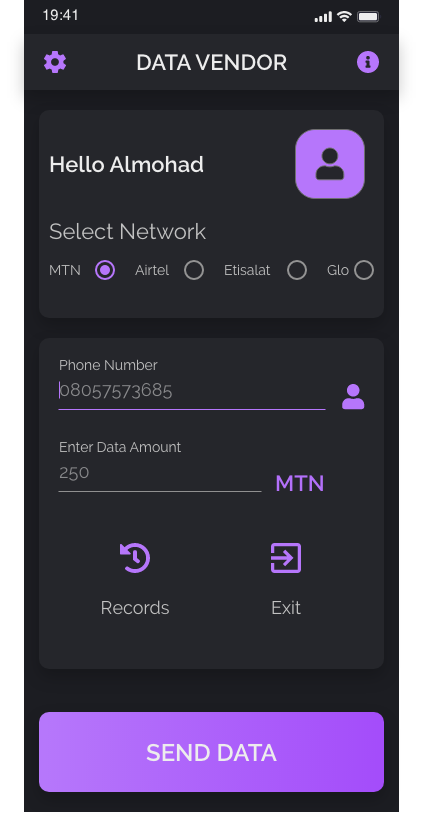 19:41
DATA VENDOR
Hello Almohad
Select Network
MTN Airtel Etisalat Glo
Phone Number
08057573685
Enter Data Amount
250
MTN
Records Exit
SEND DATA